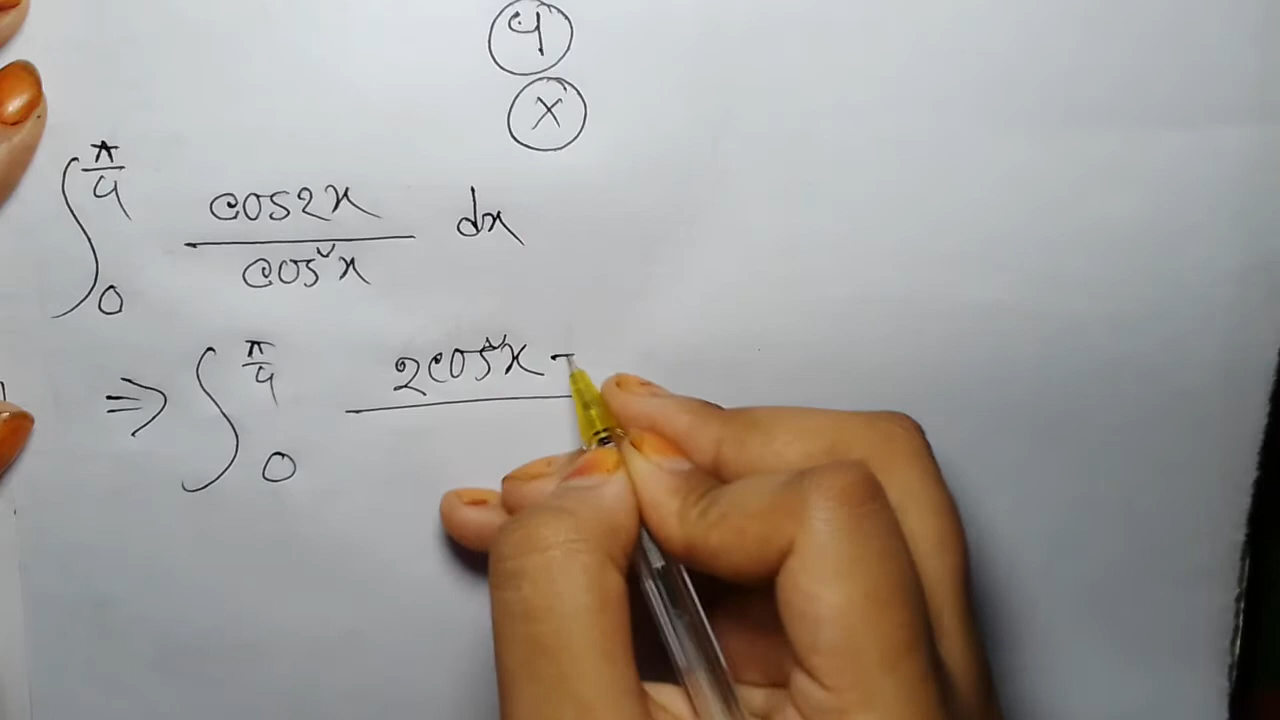 4
x
∫₀^(π/4) cos2x / cos²x dx
⇒ ∫₀^(π/4) 2cos²x -